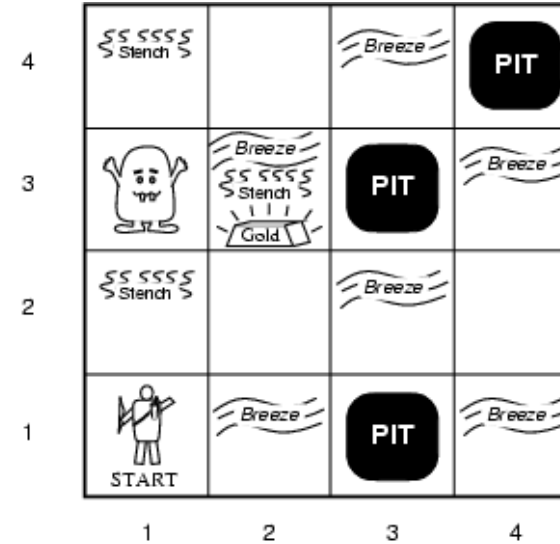 4
Stench
Breeze
PIT
3
Breeze
Stench
Gold
PIT
Breeze
2
Stench
Breeze
1
START
Breeze
PIT
Breeze
1 2 3 4